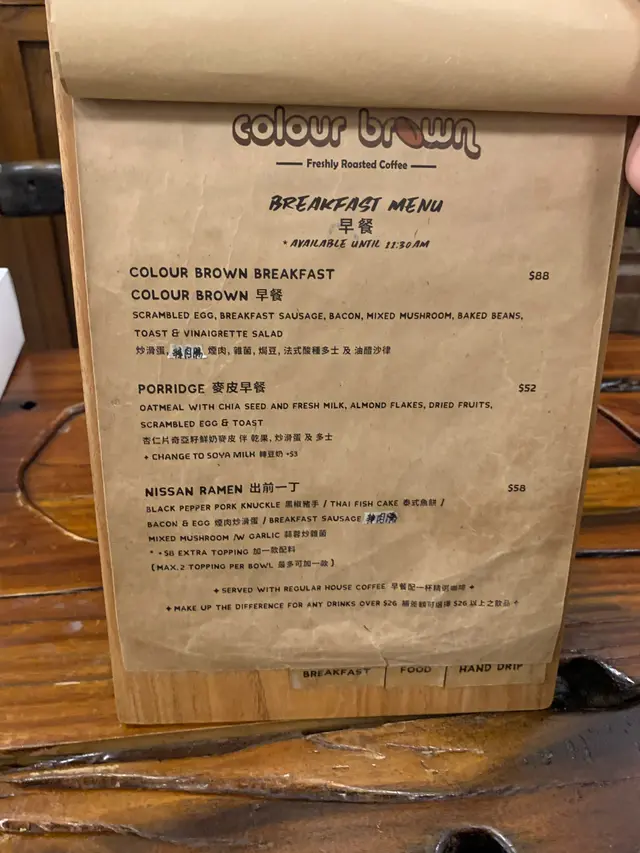 colour brown
Freshly Roasted Coffee
BREAKFAST MENU
早餐
* AVAILABLE UNTIL 11:30AM
COLOUR BROWN BREAKFAST $88
COLOUR BROWN 早餐
SCRAMBLED EGG, BREAKFAST SAUSAGE, BACON, MIXED MUSHROOM, BAKED BEANS,
TOAST & VINAIGRETTE SALAD
炒滑蛋, 豬肉腸, 煙肉, 雜菌, 焗豆, 法式酸種多士 及 油醋沙律
PORRIDGE 麥皮早餐 $52
OATMEAL WITH CHIA SEED AND FRESH MILK, ALMOND FLAKES, DRIED FRUITS,
SCRAMBLED EGG & TOAST
杏仁片奇亞籽鮮奶麥皮 伴 乾果, 炒滑蛋 及 多士
+ CHANGE TO SOYA MILK 轉豆奶 +$3
NISSAN RAMEN 出前一丁 $58
BLACK PEPPER PORK KNUCKLE 黑椒豬手 / THAI FISH CAKE 泰式魚餅 /
BACON & EGG 煙肉炒滑蛋 / BREAKFAST SAUSAGE 豬肉腸
MIXED MUSHROOM /W GARLIC 蒜蓉炒雜菌
* +$8 EXTRA TOPPING 加一款配料
(MAX.2 TOPPING PER BOWL 最多可加一款)
+ SERVED WITH REGULAR HOUSE COFFEE 早餐配一杯精選咖啡 +
+ MAKE UP THE DIFFERENCE FOR ANY DRINKS OVER $26 補差額可選擇 $26 以上之飲品 +
BREAKFAST FOOD HAND DRIP